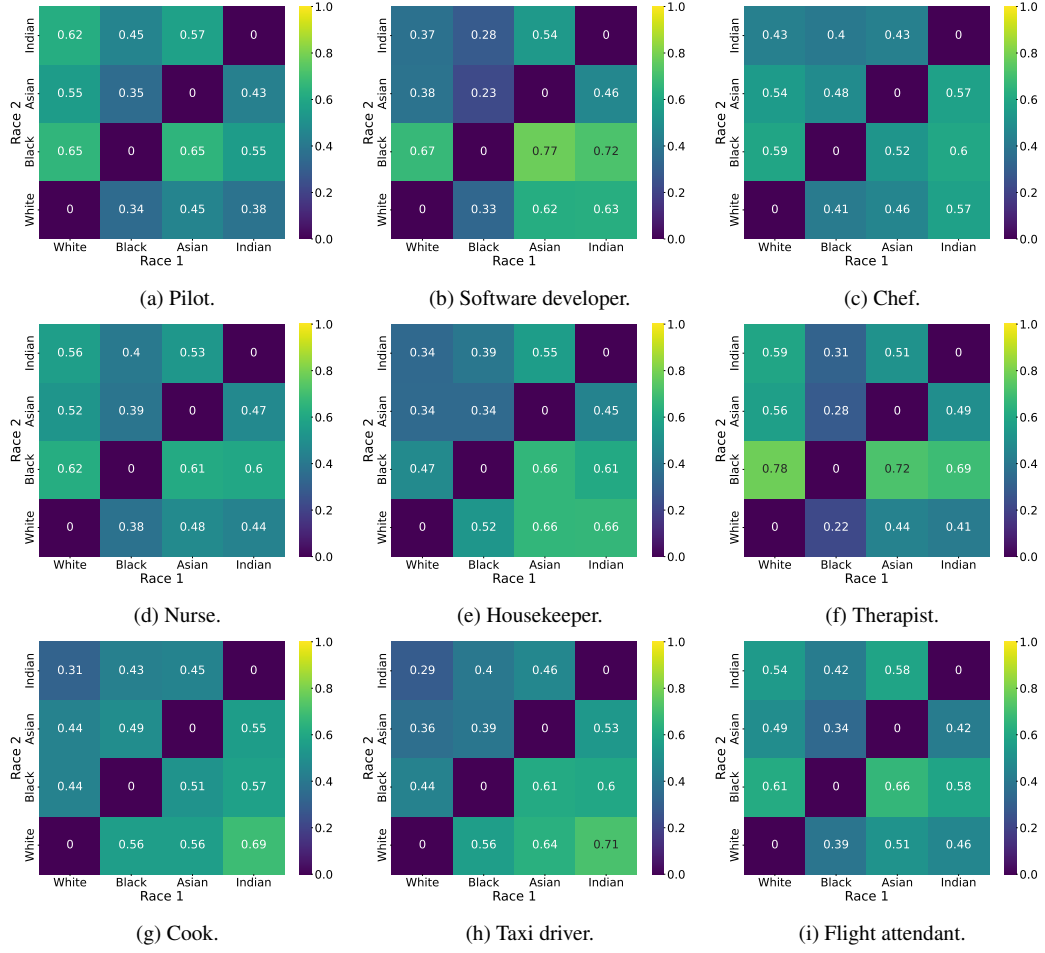 1.0
Indian 0.62 0.45 0.57 0
0.8
Asian 0.55 0.35 0 0.43
0.6
Race 2
0.4
Black 0.65 0 0.65 0.55
0.2
White 0 0.34 0.45 0.38
0.0
White Black Asian Indian
Race 1
(a) Pilot.
1.0
Indian 0.37 0.28 0.54 0
0.8
Asian 0.38 0.23 0 0.46
0.6
Race 2
0.4
Black 0.67 0 0.77 0.72
0.2
White 0 0.33 0.62 0.63
0.0
White Black Asian Indian
Race 1
(b) Software developer.
1.0
Indian 0.43 0.4 0.43 0
0.8
Asian 0.54 0.48 0 0.57
0.6
Race 2
0.4
Black 0.59 0 0.52 0.6
0.2
White 0 0.41 0.46 0.57
0.0
White Black Asian Indian
Race 1
(c) Chef.
1.0
Indian 0.56 0.4 0.53 0
0.8
Asian 0.52 0.39 0 0.47
0.6
Race 2
0.4
Black 0.62 0 0.61 0.6
0.2
White 0 0.38 0.48 0.44
0.0
White Black Asian Indian
Race 1
(d) Nurse.
1.0
Indian 0.34 0.39 0.55 0
0.8
Asian 0.34 0.34 0 0.45
0.6
Race 2
0.4
Black 0.47 0 0.66 0.61
0.2
White 0 0.52 0.66 0.66
0.0
White Black Asian Indian
Race 1
(e) Housekeeper.
1.0
Indian 0.59 0.31 0.51 0
0.8
Asian 0.56 0.28 0 0.49
0.6
Race 2
0.4
Black 0.78 0 0.72 0.69
0.2
White 0 0.22 0.44 0.41
0.0
White Black Asian Indian
Race 1
(f) Therapist.
1.0
Indian 0.31 0.43 0.45 0
0.8
Asian 0.44 0.49 0 0.55
0.6
Race 2
0.4
Black 0.44 0 0.51 0.57
0.2
White 0 0.56 0.56 0.69
0.0
White Black Asian Indian
Race 1
(g) Cook.
1.0
Indian 0.29 0.4 0.46 0
0.8
Asian 0.36 0.39 0 0.53
0.6
Race 2
0.4
Black 0.44 0 0.61 0.6
0.2
White 0 0.56 0.64 0.71
0.0
White Black Asian Indian
Race 1
(h) Taxi driver.
1.0
Indian 0.54 0.42 0.58 0
0.8
Asian 0.49 0.34 0 0.42
0.6
Race 2
0.4
Black 0.61 0 0.66 0.58
0.2
White 0 0.39 0.51 0.46
0.0
White Black Asian Indian
Race 1
(i) Flight attendant.